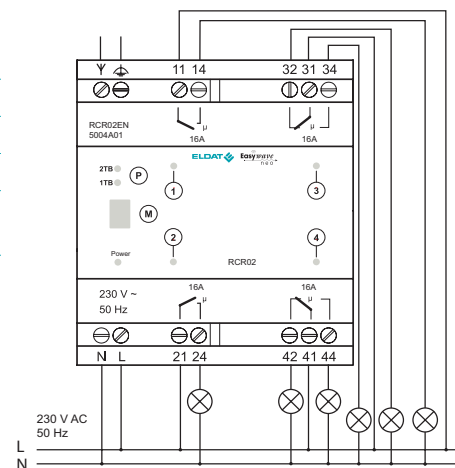 11 14 32 31 34
RCR02EN
5004A01
µ
16A
µ
16A
ELDAT Easywave
neo
2TB
1TB
P
M
1
3
2
4
Power
RCR02
230 V ~
50 Hz
16A
µ
16A
µ
N L 21 24 42 41 44
230 V AC
50 Hz
L
N